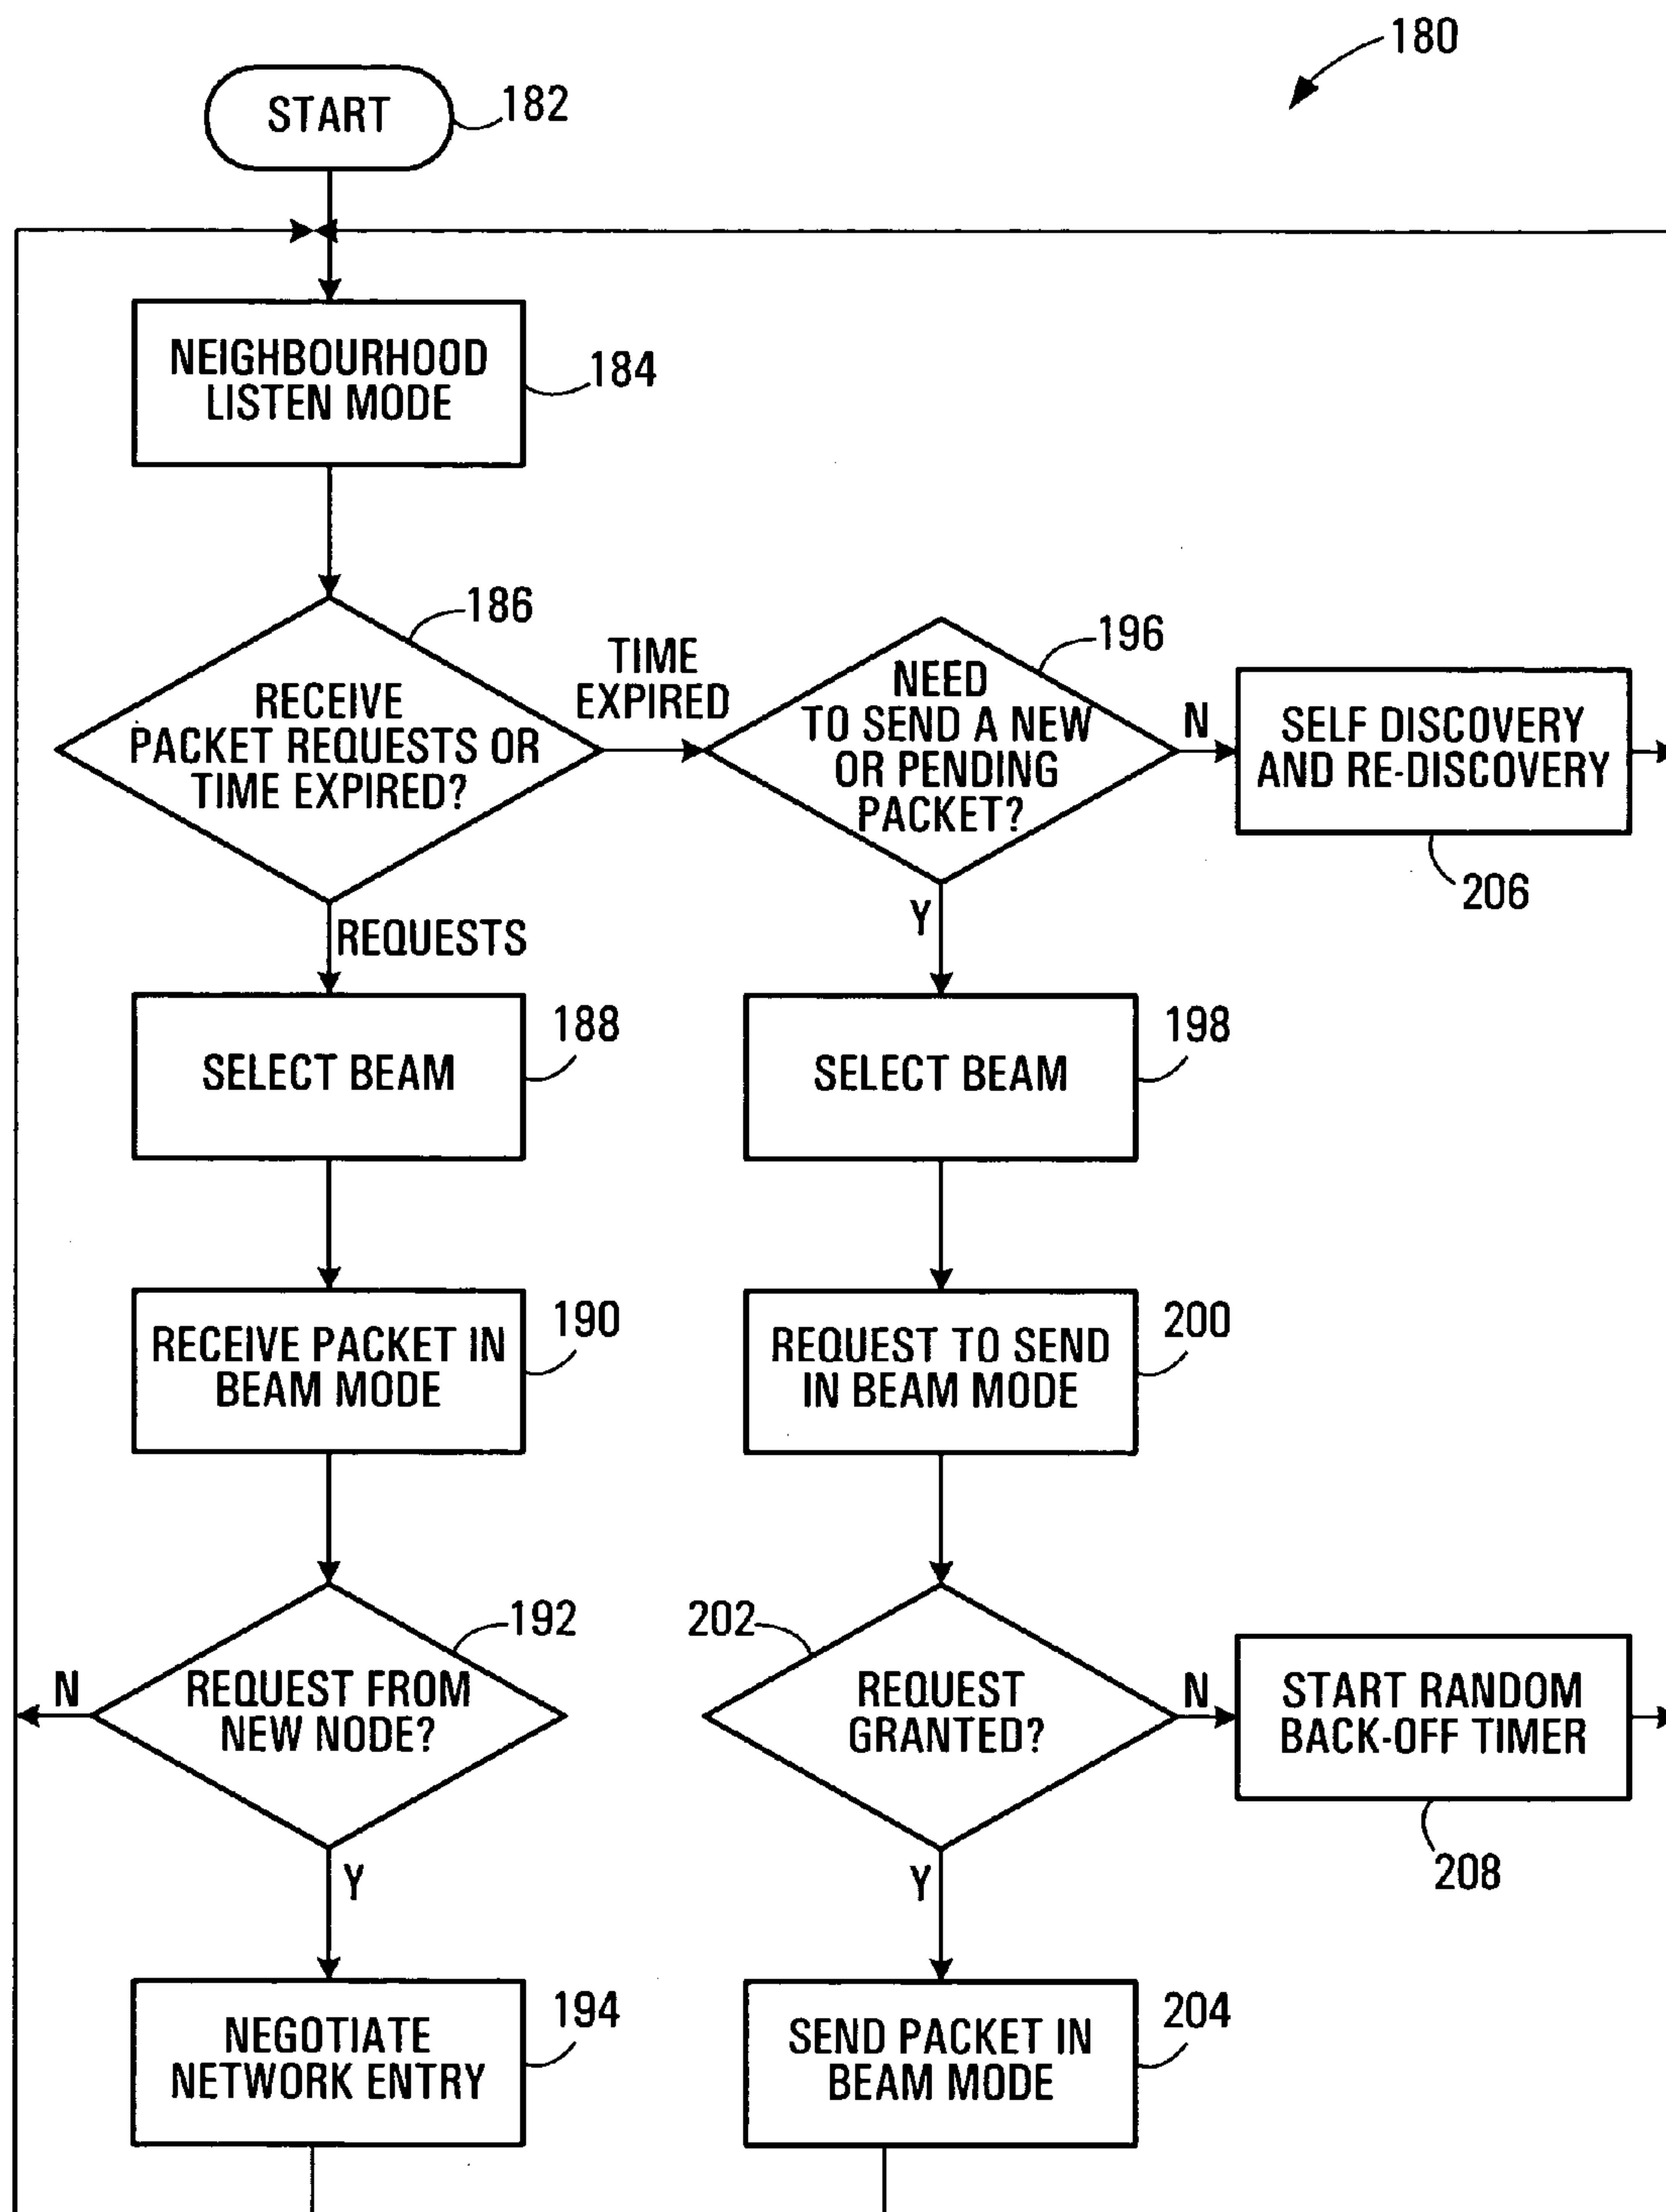 180
START
182
NEIGHBOURHOOD
LISTEN MODE
184
186
RECEIVE
PACKET REQUESTS OR
TIME EXPIRED?
TIME
EXPIRED
196
NEED
TO SEND A NEW
OR PENDING
PACKET?
N
SELF DISCOVERY
AND RE-DISCOVERY
206
REQUESTS
Y
SELECT BEAM
188
SELECT BEAM
198
RECEIVE PACKET IN
BEAM MODE
190
REQUEST TO SEND
IN BEAM MODE
200
192
N
REQUEST FROM
NEW NODE?
202
REQUEST
GRANTED?
N
START RANDOM
BACK-OFF TIMER
208
Y
Y
NEGOTIATE
NETWORK ENTRY
194
SEND PACKET IN
BEAM MODE
204